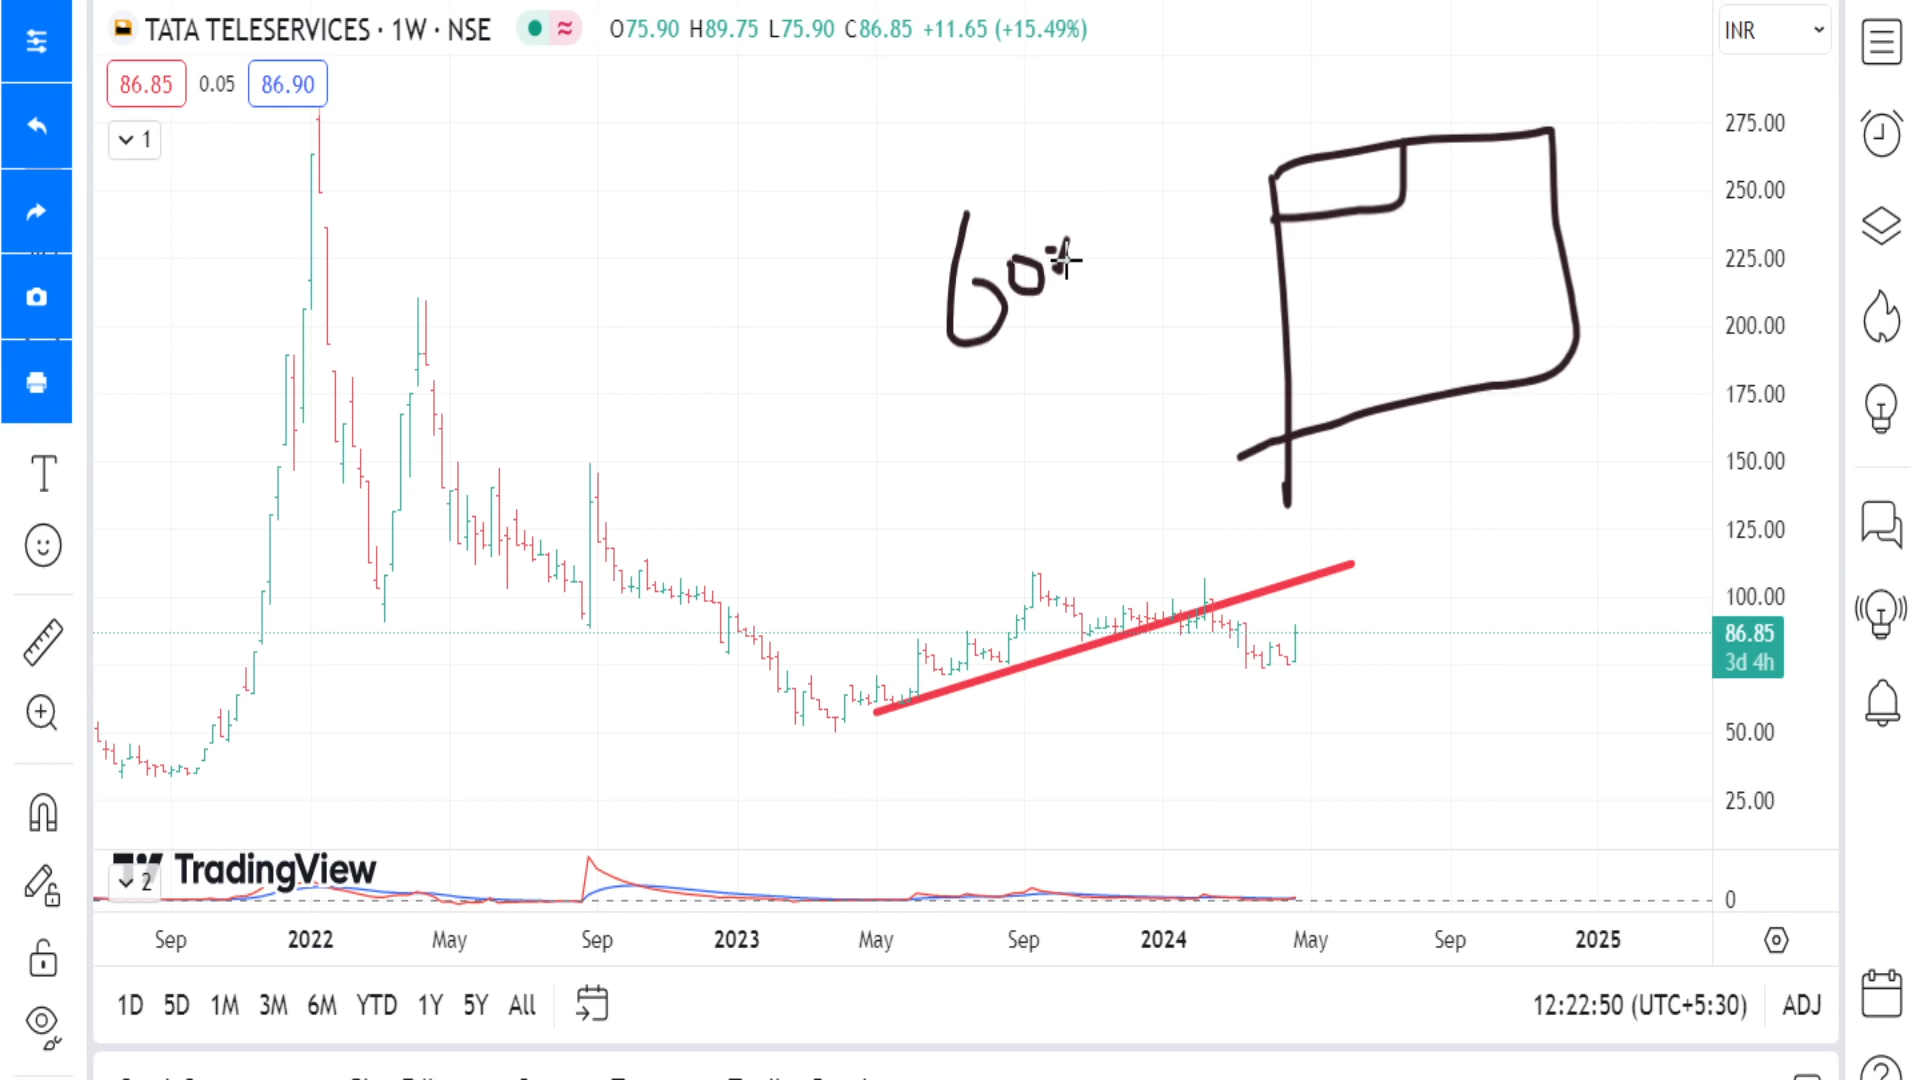 TATA TELESERVICES · 1W · NSE O75.90 H89.75 L75.90 C86.85 +11.65 (+15.49%) INR
86.85 0.05 86.90
1
275.00
250.00
225.00
200.00
175.00
150.00
125.00
100.00
86.85
3d 4h
50.00
25.00
TradingView
2
0
Sep 2022 May Sep 2023 May Sep 2024 May Sep 2025
1D 5D 1M 3M 6M YTD 1Y 5Y All 12:22:50 (UTC+5:30) ADJ